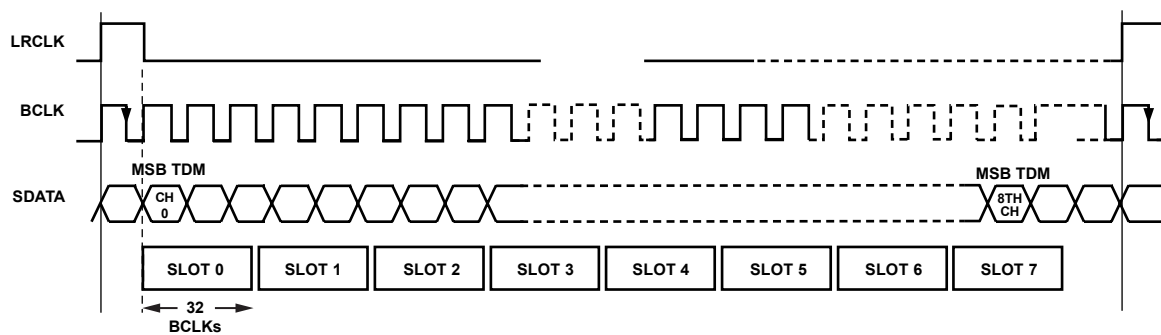 LRCLK
BCLK
MSB TDM
MSB TDM
SDATA
CH
0
8TH
CH
SLOT 0
SLOT 1
SLOT 2
SLOT 3
SLOT 4
SLOT 5
SLOT 6
SLOT 7
32
BCLKs